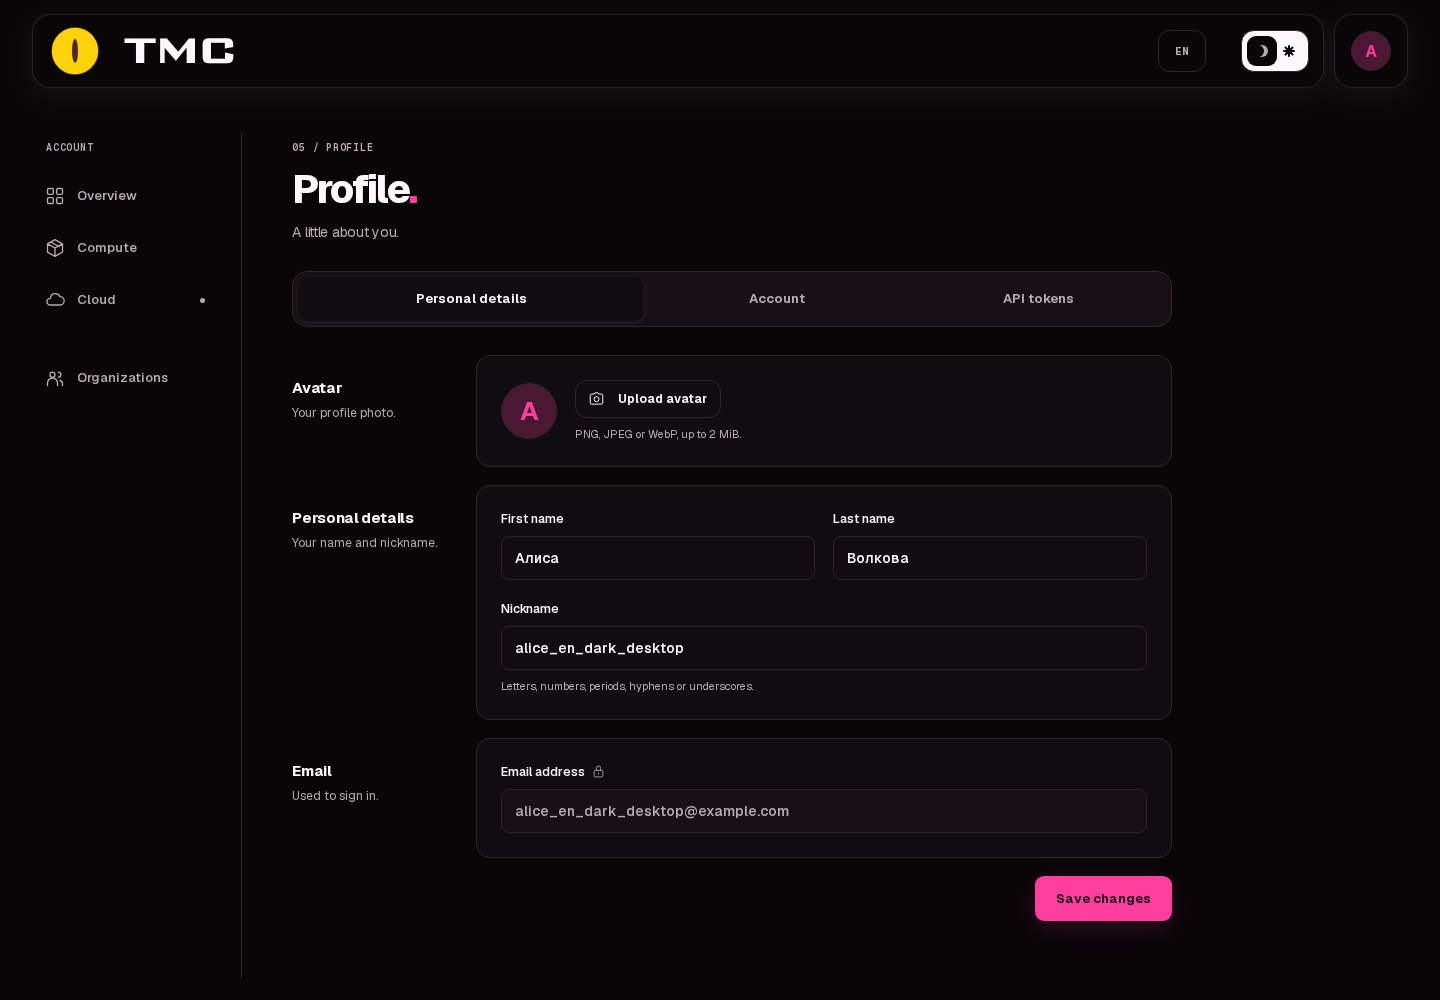 TMC
EN
A
ACCOUNT
Overview
Compute
Cloud
Organizations
05 / PROFILE
Profile.
A little about you.
Personal details
Account
API tokens
Avatar
Your profile photo.
A
Upload avatar
PNG, JPEG or WebP, up to 2 MiB.
Personal details
Your name and nickname.
First name
Last name
Алиса
Волкова
Nickname
alice_en_dark_desktop
Letters, numbers, periods, hyphens or underscores.
Email
Used to sign in.
Email address
alice_en_dark_desktop@example.com
Save changes